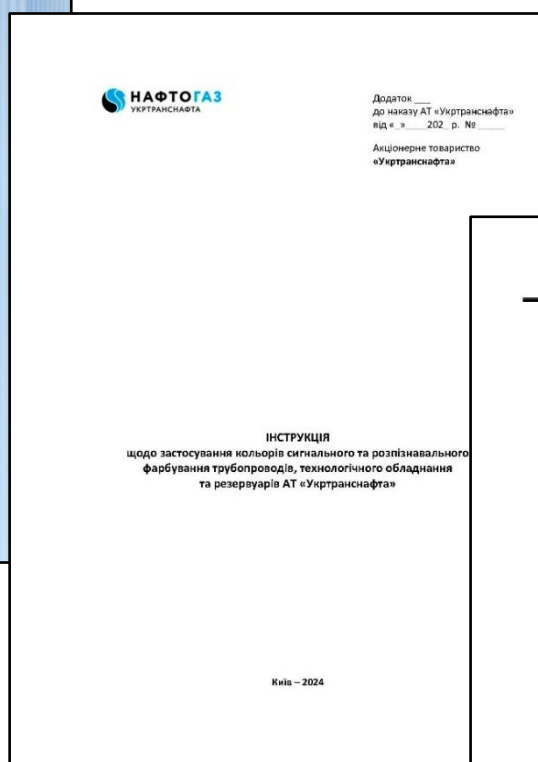 НАФТОГАЗ
УКРТРАНСНАФТА
Додаток ___
до наказу АТ «Укртранснафта»
від «_»____202_ р. № _____
Акціонерне товариство
«Укртранснафта»
ІНСТРУКЦІЯ
щодо застосування кольорів сигнального та розпізнавального
фарбування трубопроводів, технологічного обладнання
та резервуарів АТ «Укртранснафта»
Київ – 2024